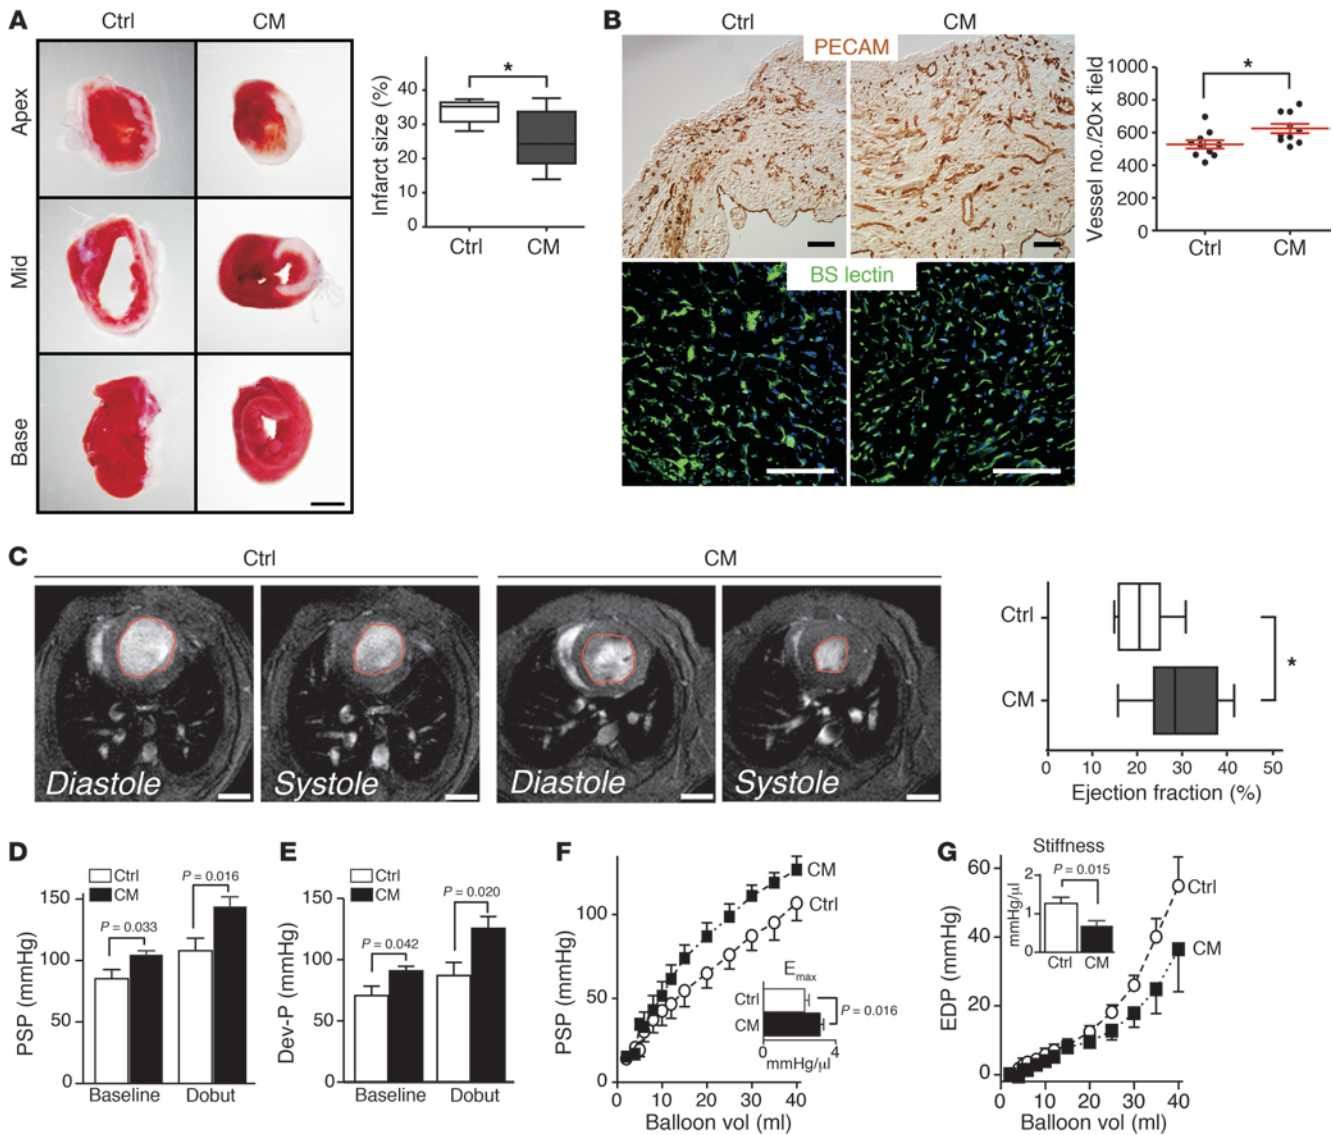 A
Ctrl
CM
Apex
Mid
Base
Infarct size (%)
40
30
20
10
0
*
Ctrl
CM
B
Ctrl
CM
PECAM
BS lectin
Vessel no./20× field
1000
800
600
400
200
0
*
Ctrl
CM
C
Ctrl
CM
Diastole
Systole
Diastole
Systole
Ctrl
CM
*
0
10
20
30
40
50
Ejection fraction (%)
D
Ctrl
CM
PSP (mmHg)
150
100
50
0
P = 0.033
P = 0.016
Baseline
Dobut
E
Ctrl
CM
Dev-P (mmHg)
150
100
50
0
P = 0.042
P = 0.020
Baseline
Dobut
F
PSP (mmHg)
100
50
0
CM
Ctrl
Emax
Ctrl
CM
P = 0.016
0
4
mmHg/μl
0
10
20
30
40
Balloon vol (ml)
G
EDP (mmHg)
60
40
20
0
Stiffness
P = 0.015
mmHg/μl
2
1
0
Ctrl
CM
Ctrl
CM
0
10
20
30
40
Balloon vol (ml)